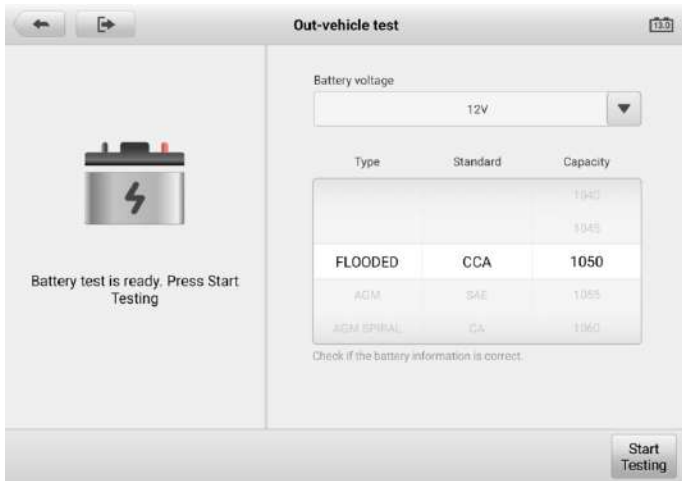 Out-vehicle test
13.0
Battery voltage
12V
Type Standard Capacity
1040
1045
FLOODED CCA 1050
AGM SAE 1055
AGM SPIRAL CA 1060
Battery test is ready. Press Start
Testing
Check if the battery information is correct.
Start
Testing